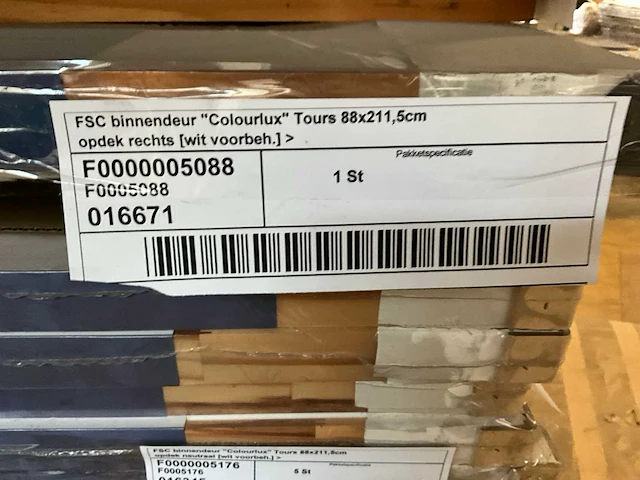 FSC binnendeur "Colourlux" Tours 88x211,5cm
opdek rechts [wit voorbeh.] >
F0000005088
F0005088
016671
Pakketspecificatie
1 St
FSC binnendeur "Colourlux" Tours 88x211,5cm
opdek neutraal [wit voorbeh.] >
F0000005176
F0005176
Pakketspecificatie
5 St